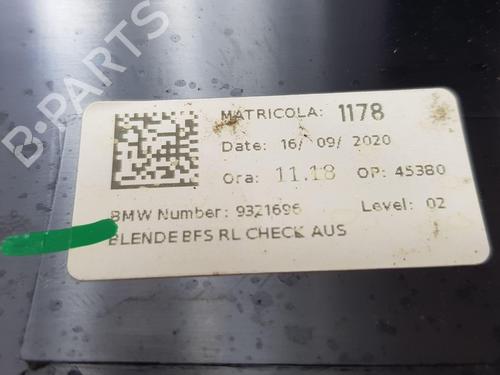 B-PARTS
MATRICOLA: 1178
Date: 16/ 09/ 2020
Ora: 11.18 OP: 45380
BMW Number: 9321696 Level: 02
BLENDE BFS RL CHECK AUS